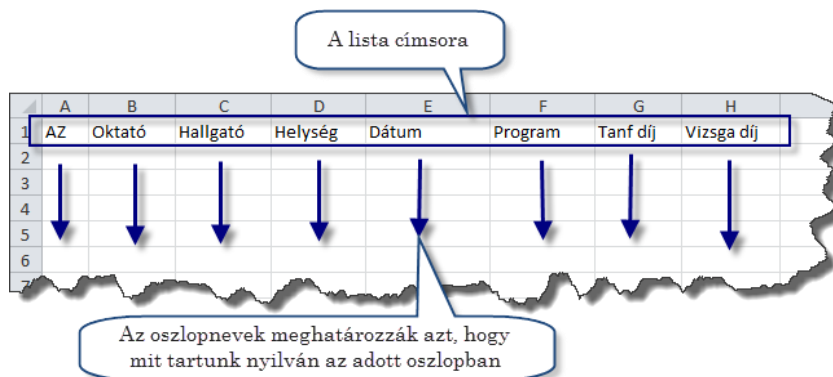 A lista címsora
A B C D E F G H
1 AZ Oktató Hallgató Helység Dátum Program Tanf díj Vizsga díj
2
3
4
5
6
7
Az oszlopnevek meghatározzák azt, hogy
mit tartunk nyilván az adott oszlopban